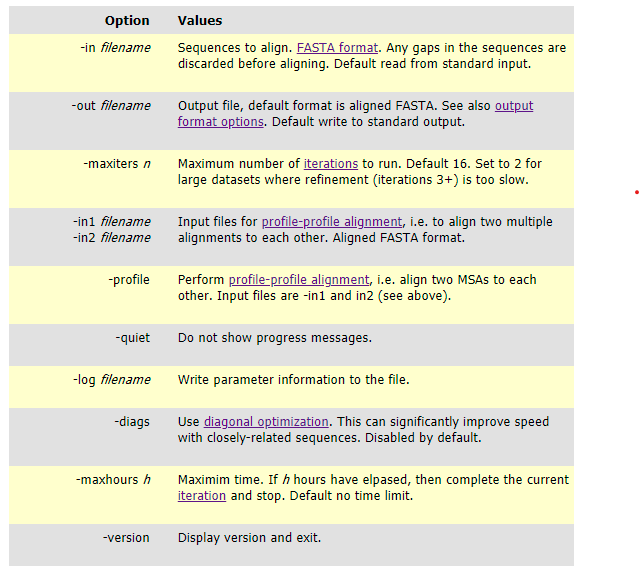 Option Values
-in filename Sequences to align. FASTA format. Any gaps in the sequences are
discarded before aligning. Default read from standard input.
-out filename Output file, default format is aligned FASTA. See also output
format options. Default write to standard output.
-maxiters n Maximum number of iterations to run. Default 16. Set to 2 for
large datasets where refinement (iterations 3+) is too slow.
-in1 filename Input files for profile-profile alignment, i.e. to align two multiple
-in2 filename alignments to each other. Aligned FASTA format.
-profile Perform profile-profile alignment, i.e. align two MSAs to each
other. Input files are -in1 and in2 (see above).
-quiet Do not show progress messages.
-log filename Write parameter information to the file.
-diags Use diagonal optimization. This can significantly improve speed
with closely-related sequences. Disabled by default.
-maxhours h Maximim time. If h hours have elpased, then complete the current
iteration and stop. Default no time limit.
-version Display version and exit.